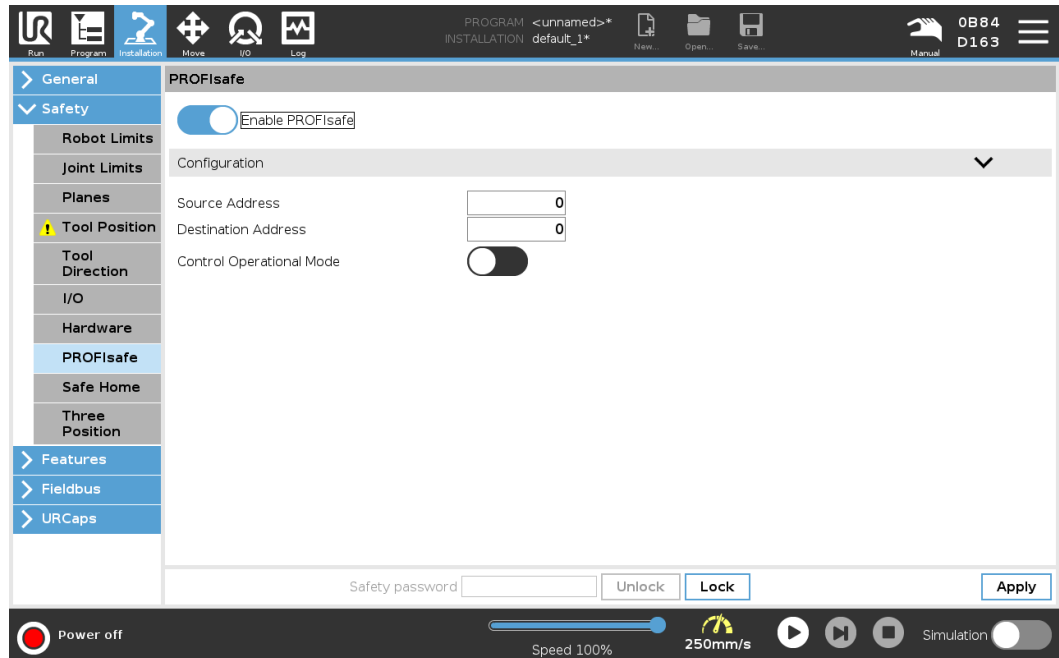 PROGRAM <unnamed>*
INSTALLATION default_1*
UR
Run
Program
Installation
Move
I/O
Log
New...
Open...
Save...
Manual
0B84
D163
General
Safety
Robot Limits
Joint Limits
Planes
Tool Position
Tool
Direction
I/O
Hardware
PROFIsafe
Safe Home
Three
Position
Features
Fieldbus
URCaps
PROFIsafe
Enable PROFIsafe
Configuration
Source Address 0
Destination Address 0
Control Operational Mode
Safety password Unlock Lock Apply
Power off
Speed 100%
250mm/s
Simulation